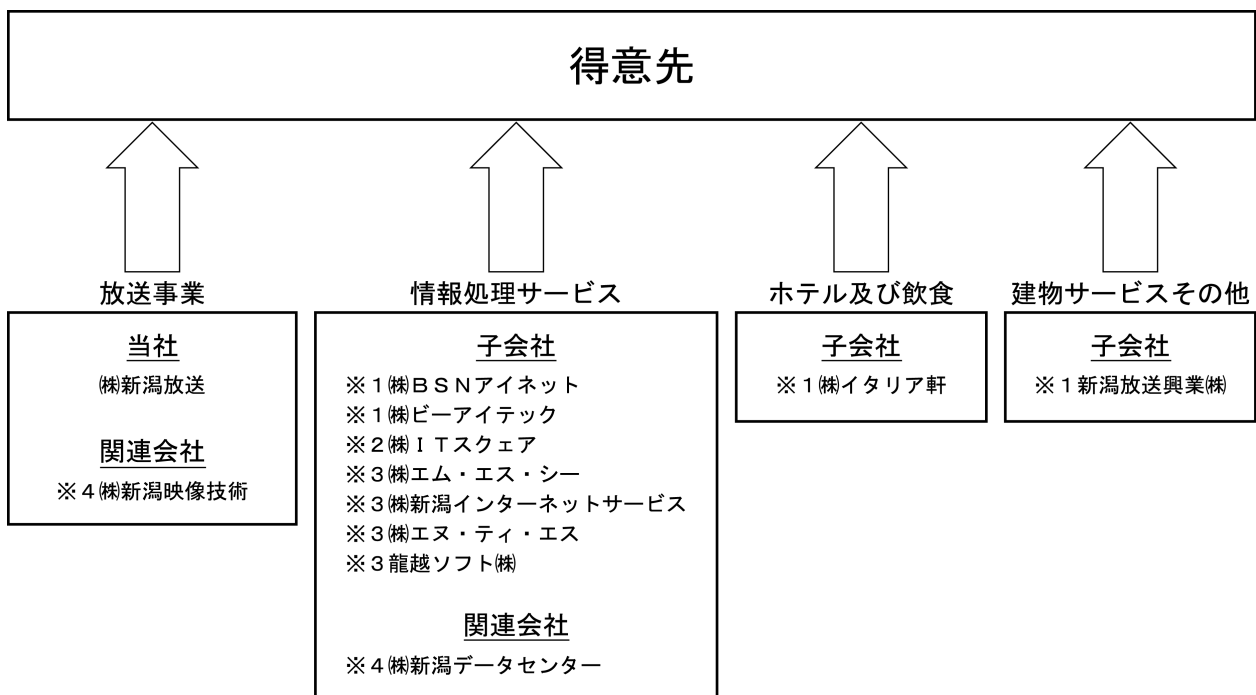 得意先
放送事業
当社
㈱新潟放送
関連会社
※4㈱新潟映像技術
情報処理サービス
子会社
※1㈱BSNアイネット
※1㈱ビーアイテック
※2㈱ITスクェア
※3㈱エム・エス・シー
※3㈱新潟インターネットサービス
※3㈱エヌ・ティ・エス
※3龍越ソフト㈱
関連会社
※4㈱新潟データセンター
ホテル及び飲食
子会社
※1㈱イタリア軒
建物サービスその他
子会社
※1新潟放送興業㈱